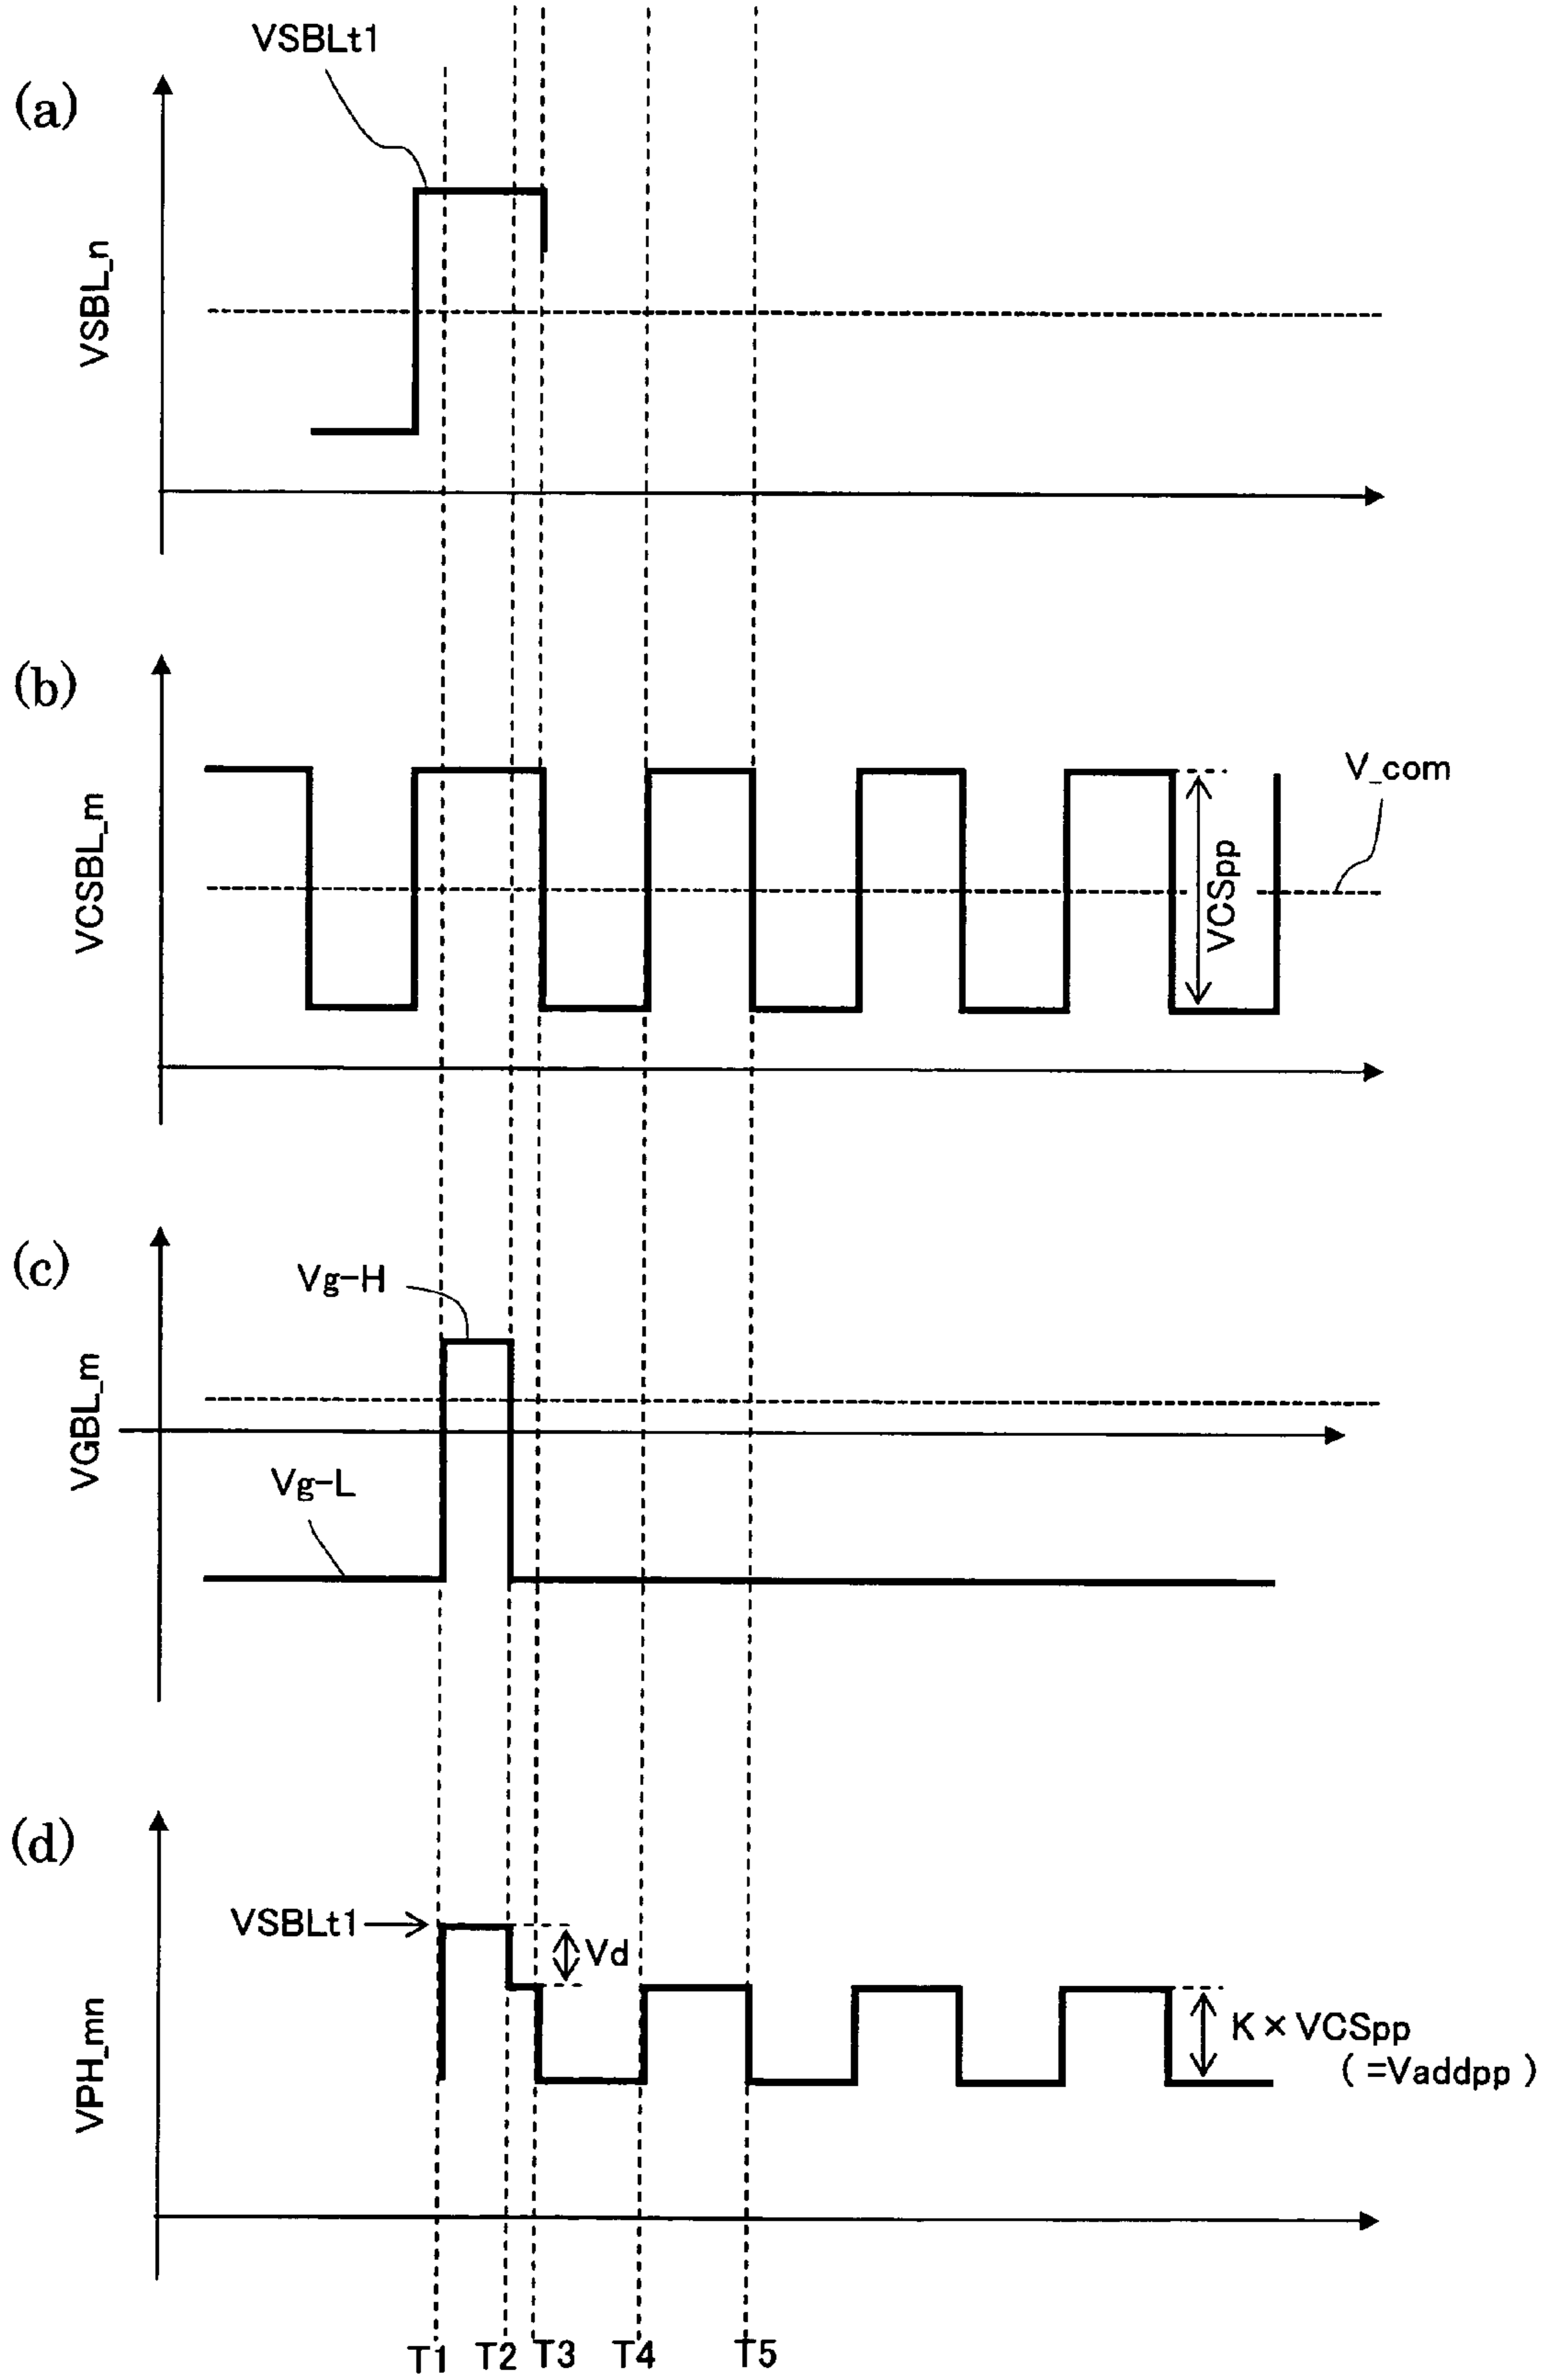 (a)
VSBLt1
VSBL_n
(b)
VCSBL_m
V_com
VCSpp
(c)
Vg-H
VGBL_m
Vg-L
(d)
VSBLt1
Vd
VPH_mn
K × VCSpp
( =Vaddpp )
T1 T2 T3 T4 T5